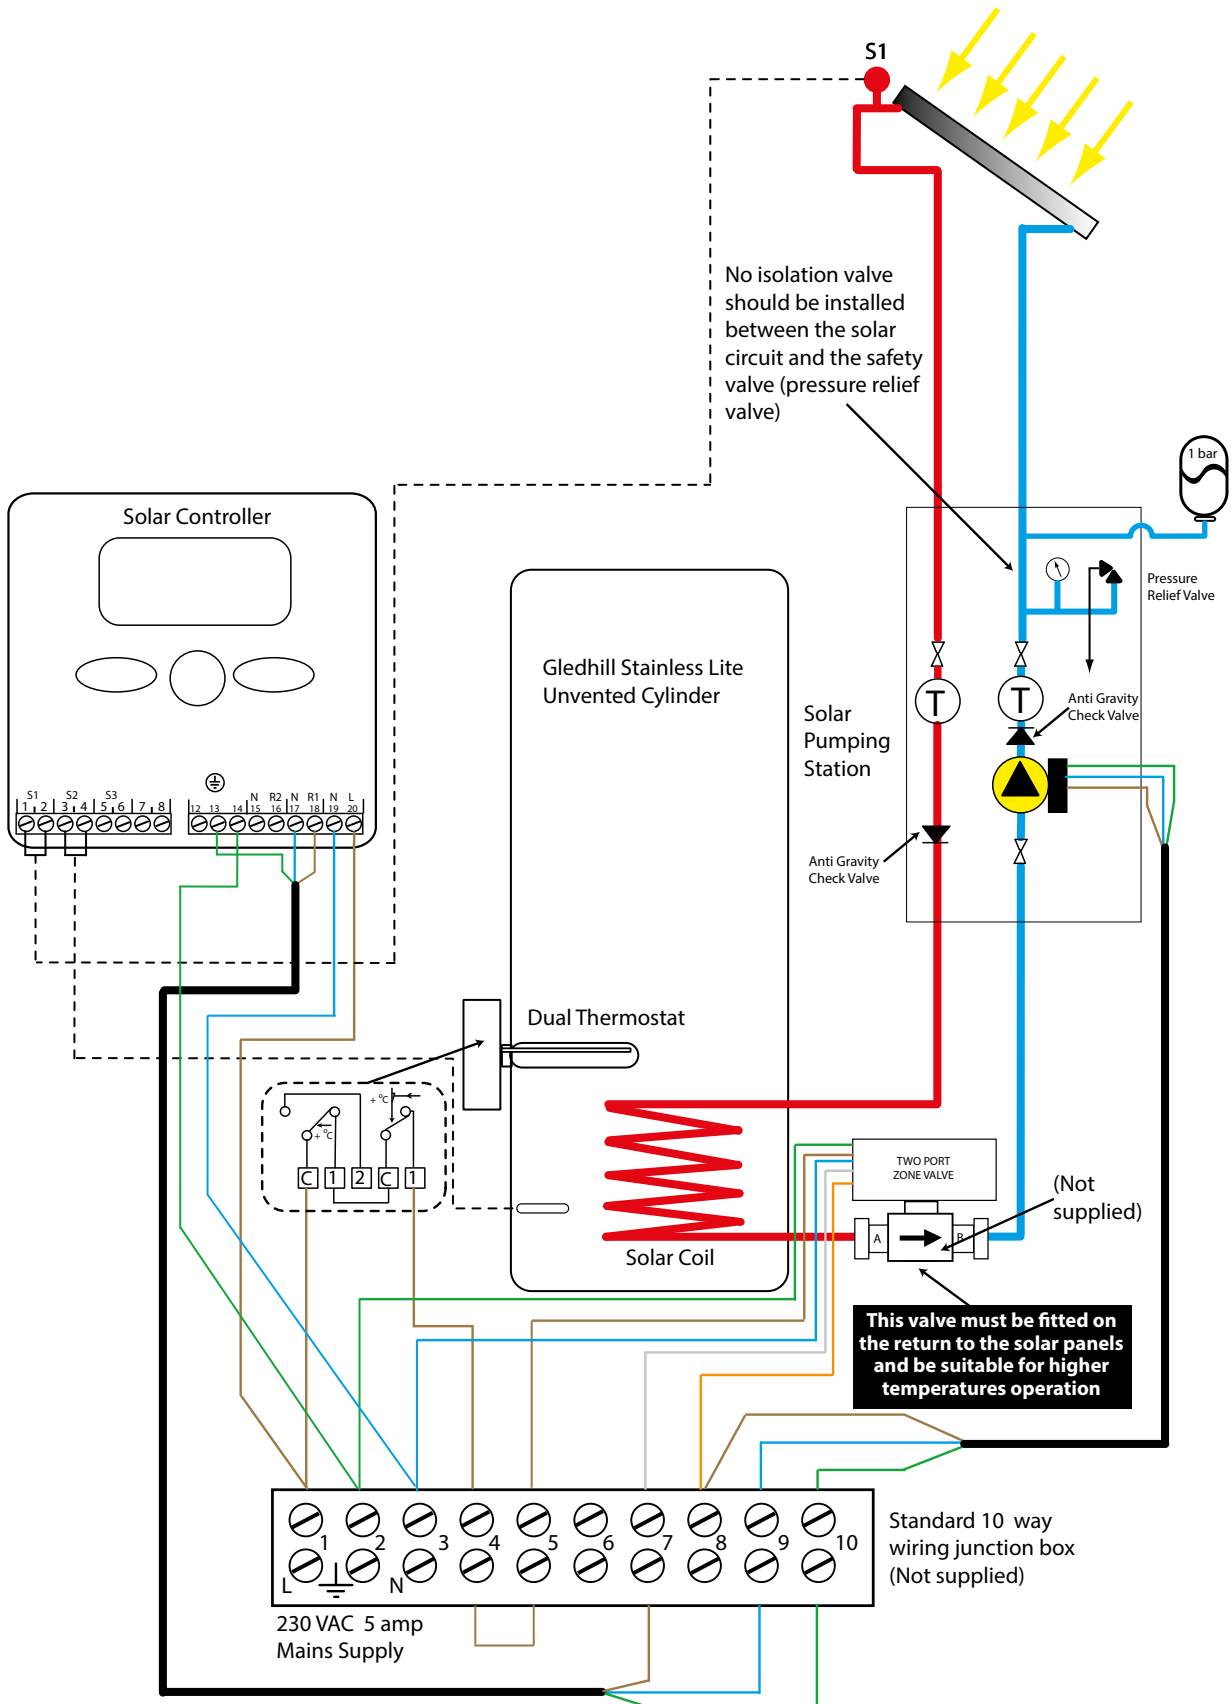 S1
No isolation valve
should be installed
between the solar
circuit and the safety
valve (pressure relief
valve)
1 bar
Solar Controller
Pressure
Relief Valve
Gledhill Stainless Lite
Unvented Cylinder
T
T
Anti Gravity
Check Valve
Solar
Pumping
Station
S1 S2 S3
1 2 3 4 5 6 7 8
N R2 N R1 N L
12 13 14 15 16 17 18 19 20
Anti Gravity
Check Valve
Dual Thermostat
+ °C
+ °C
C 1 2 C 1
TWO PORT
ZONE VALVE
(Not
supplied)
A
B
Solar Coil
This valve must be fitted on
the return to the solar panels
and be suitable for higher
temperatures operation
1 2 3 4 5 6 7 8 9 10
L N
Standard 10 way
wiring junction box
(Not supplied)
230 VAC 5 amp
Mains Supply